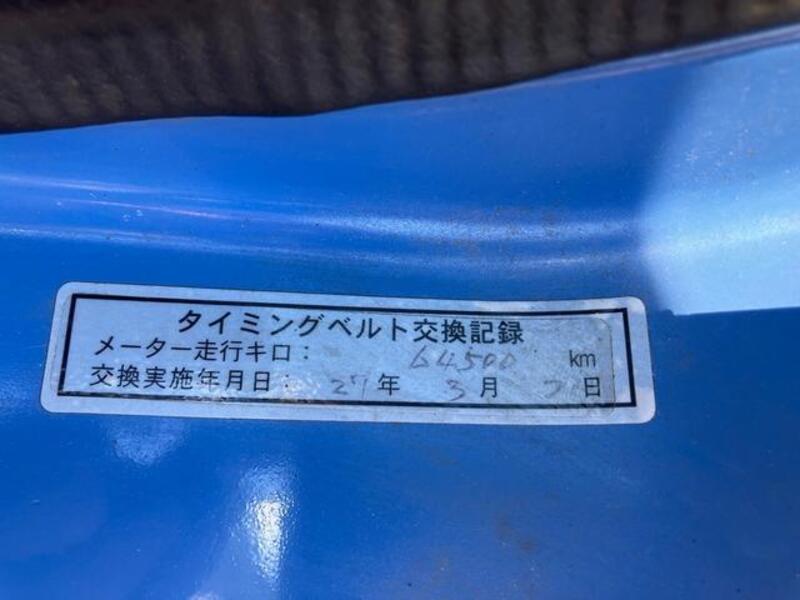 タイミングベルト交換記録
メーター走行キロ： 64500 km
交換実施年月日： 27年 3月 日